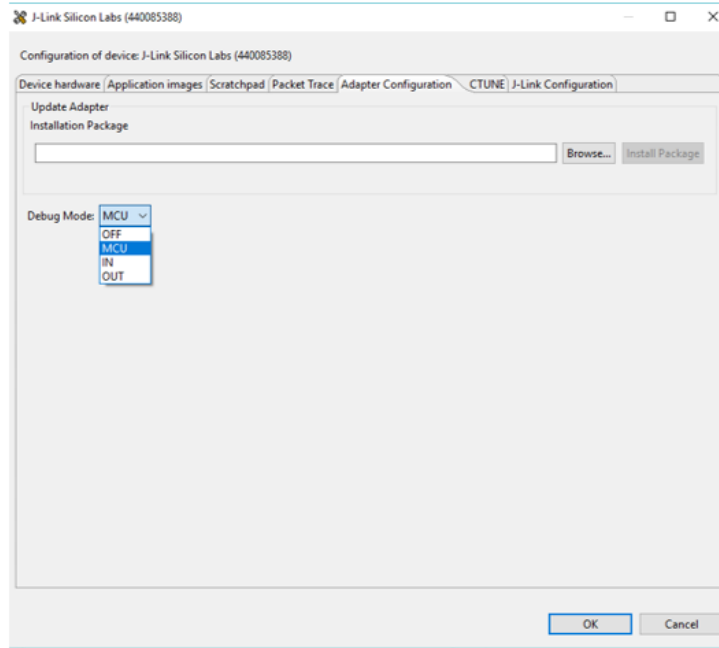 J-Link Silicon Labs (440085388)
Configuration of device: J-Link Silicon Labs (440085388)
Device hardware Application images Scratchpad Packet Trace Adapter Configuration CTUNE J-Link Configuration
Update Adapter
Installation Package
Browse... Install Package
Debug Mode: MCU
OFF
MCU
IN
OUT
OK Cancel